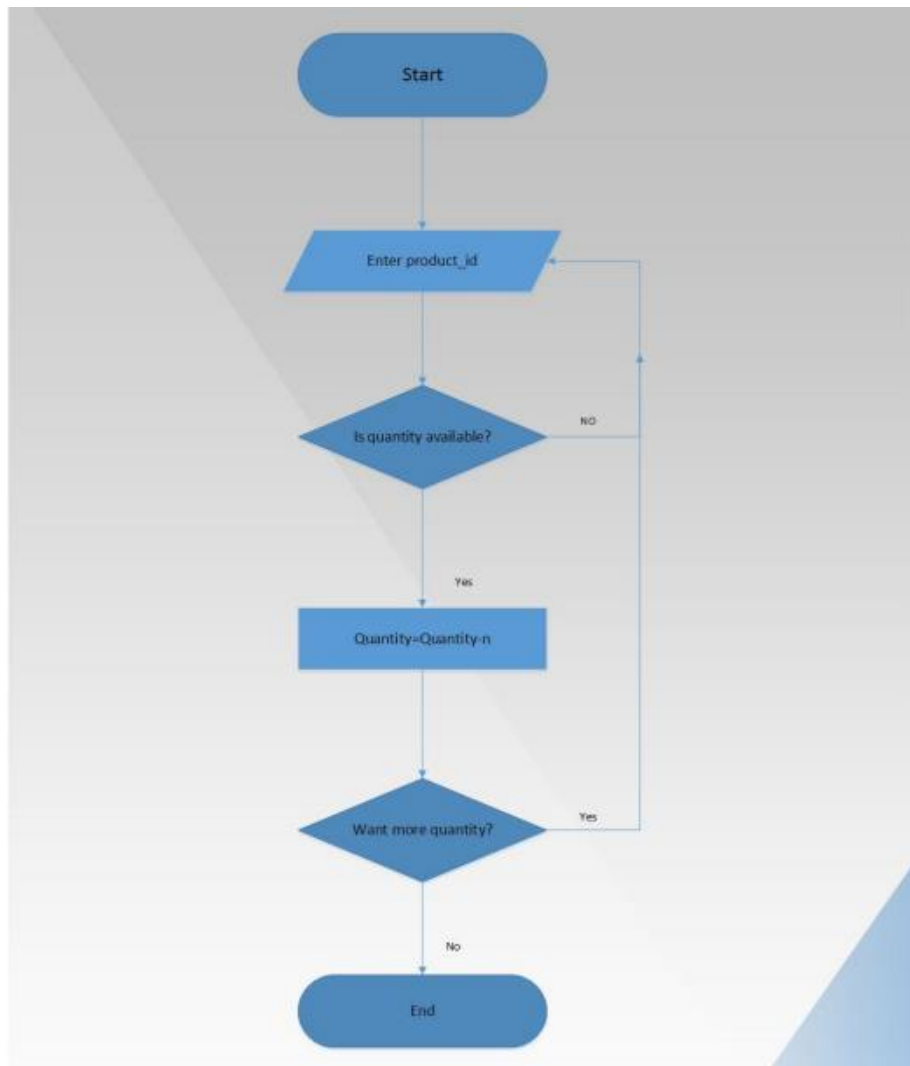 Start
Enter product_id
Is quantity available?
NO
Yes
Quantity=Quantity-n
Want more quantity?
Yes
No
End